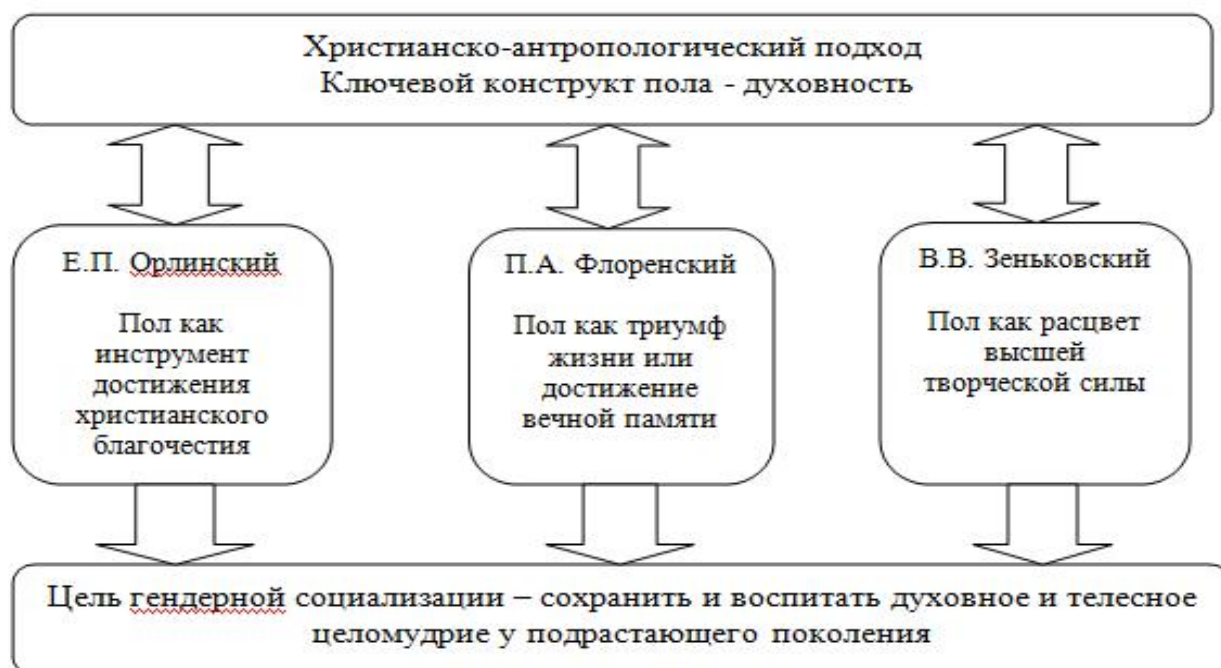 Христианско-антропологический подход
Ключевой конструкт пола - духовность
Е.П. Орлинский
Пол как
инструмент
достижения
христианского
благочестия
П.А. Флоренский
Пол как триумф
жизни или
достижение
вечной памяти
В.В. Зеньковский
Пол как расцвет
высшей
творческой силы
Цель гендерной социализации – сохранить и воспитать духовное и телесное
целомудрие у подрастающего поколения